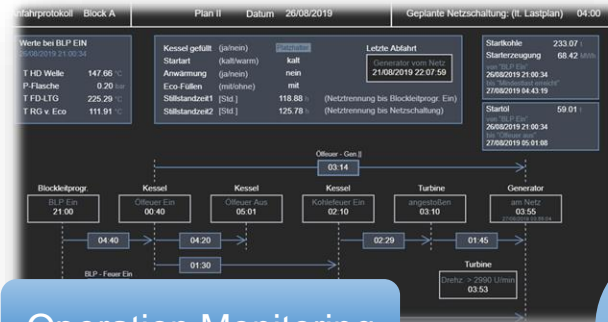 nfahrprotokoll Block A Plan II Datum 26/08/2019 Geplante Netzschaltung: (lt. Lastplan) 04:00
Werte bei BLP EIN
26/08/2019 21:00:34
T HD Welle 147.66 °C
P-Flasche 0.20 bar
T FD-LTG 225.29 °C
T RG v. Eco 111.91 °C
Kessel gefüllt (ja/nein) Platzhalter
Startart (kalt/warm) kalt
Anwärmung (ja/nein) nein
Eco-Füllen (mit/ohne) mit
Stillstandzeit1 [Std.] 118.88 h (Netztrennung bis Blockleitprogr. Ein)
Stillstandzeit2 [Std.] 125.78 h (Netztrennung bis Netzschaltung)
Letzte Abfahrt
Generator vom Netz
21/08/2019 22:07:59
Startkohle 233.07 t
Starterzeugung 68.42 MWh
von "BLP Ein"
26/08/2019 21:00:34
bis "Mindestlast erreicht"
27/08/2019 04:43:19
Startöl 59.01 t
von "BLP Ein"
26/08/2019 21:00:34
bis "Ölfeuer aus"
27/08/2019 05:01:08
Ölfeuer - Gen.||
03:14
Blockleitprogr. Kessel Kessel Kessel Turbine Generator
BLP Ein Ölfeuer Ein Ölfeuer Aus Kohlefeuer Ein angestoßen am Netz
21:00 00:40 05:01 02:10 03:10 03:55
27/08/2019 03:55:04
04:40 04:20 02:29 01:45
01:30
BLP - Feuer Ein
Turbine
Drehz. > 2990 U/min
03:53
Operation Monitoring